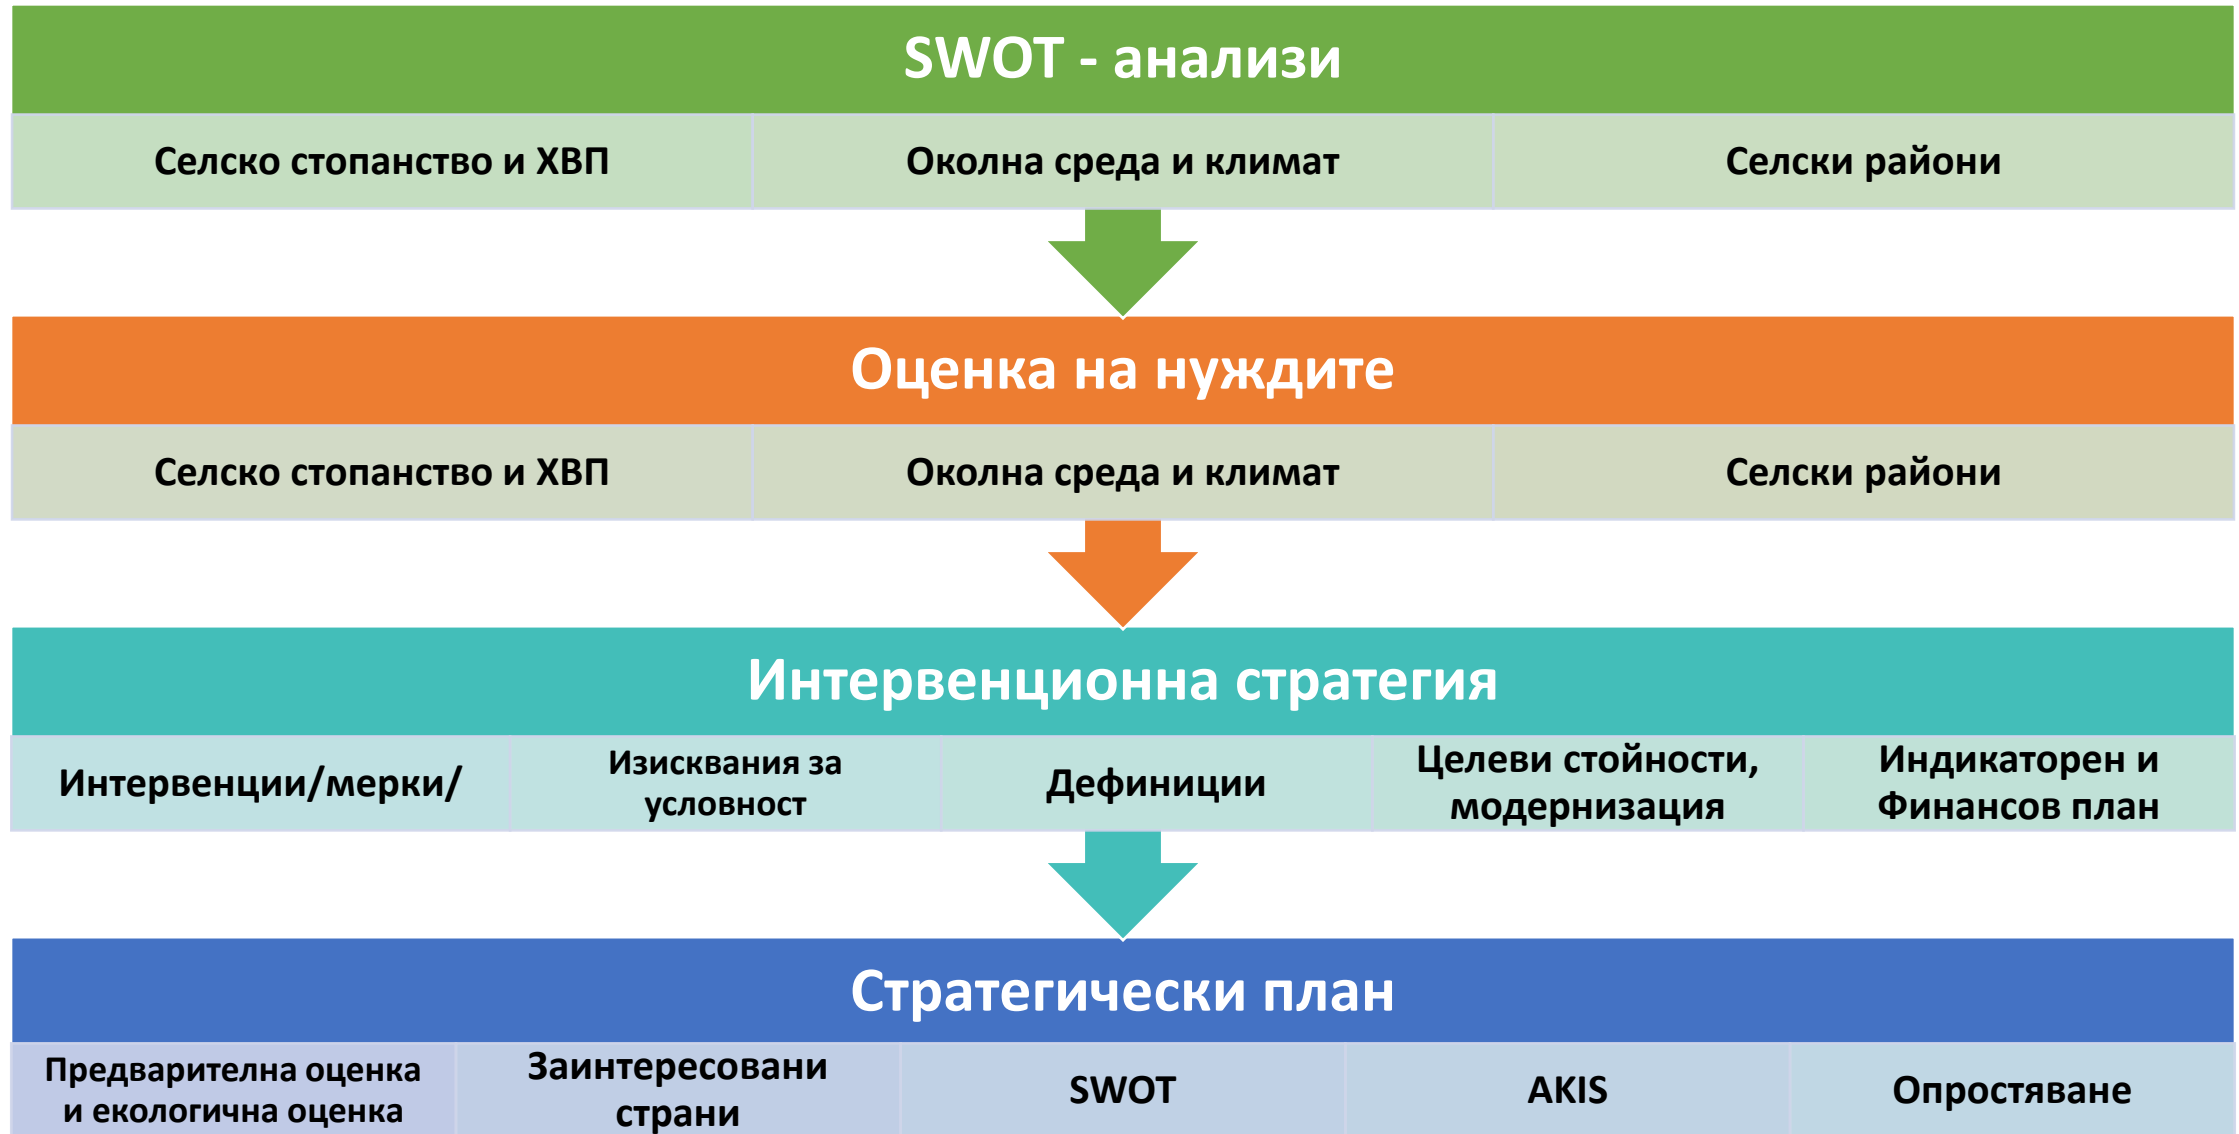 SWOT - анализи
Селско стопанство и ХВП
Околна среда и климат
Селски райони
Оценка на нуждите
Селско стопанство и ХВП
Околна среда и климат
Селски райони
Интервенционна стратегия
Интервенции/мерки/
Изисквания за
условност
Дефиниции
Целеви стойности,
модернизация
Индикаторен и
Финансов план
Стратегически план
Предварителна оценка
и екологична оценка
Заинтересовани
страни
SWOT
AKIS
Опростяване